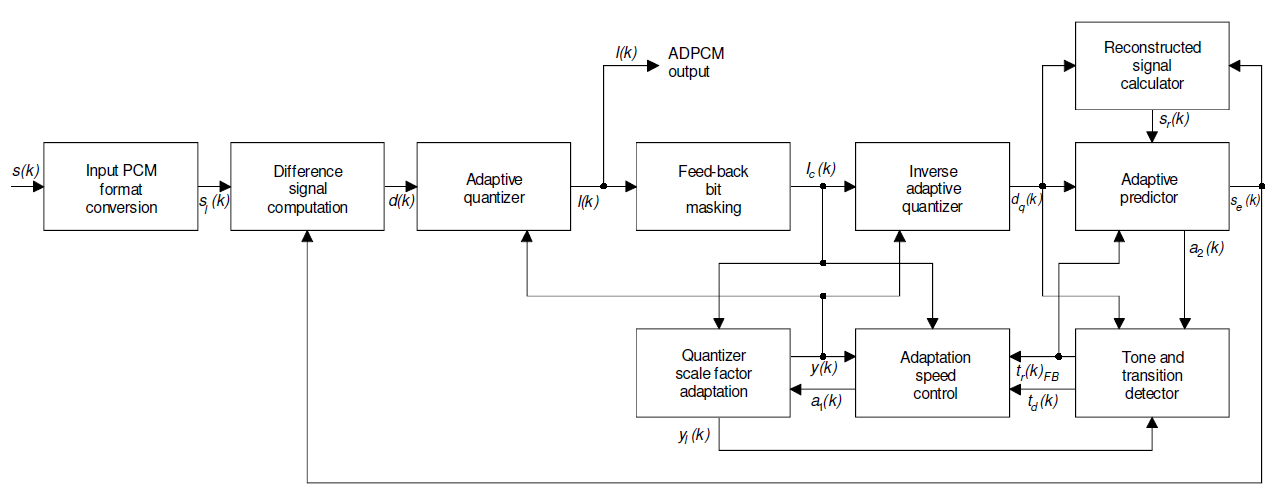 I(k)
ADPCM
output
Reconstructed
signal
calculator
s_r(k)
s(k)
Input PCM
format
conversion
s_l(k)
Difference
signal
computation
d(k)
Adaptive
quantizer
I(k)
Feed-back
bit
masking
I_c(k)
Inverse
adaptive
quantizer
d_q(k)
Adaptive
predictor
s_e(k)
a_2(k)
Quantizer
scale factor
adaptation
y(k)
a_l(k)
Adaptation
speed
control
t_r(k)_FB
t_d(k)
Tone and
transition
detector
y_l(k)